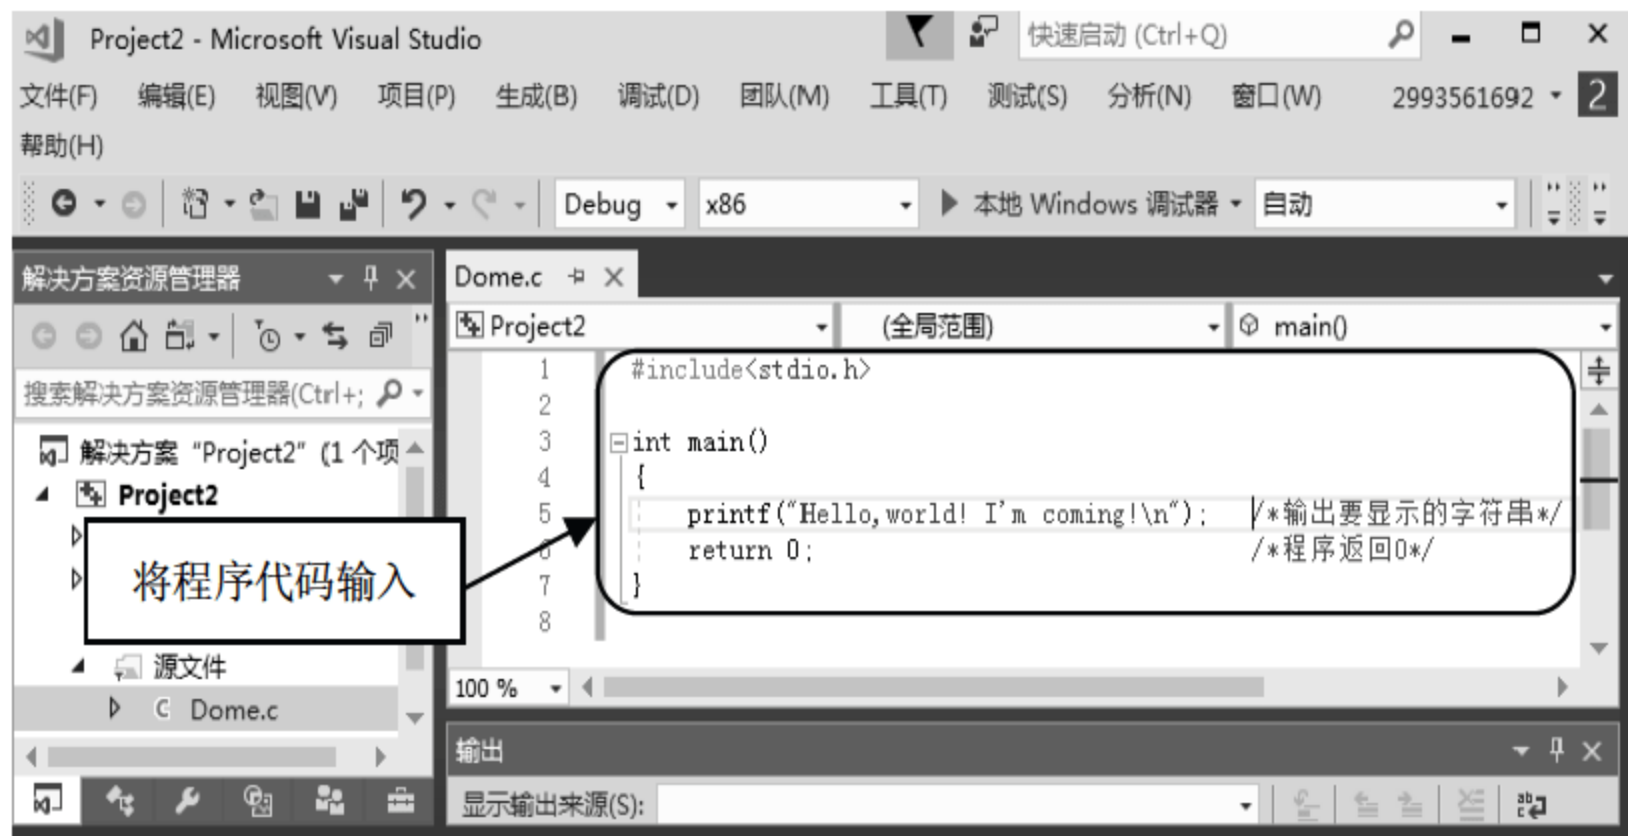 Project2 - Microsoft Visual Studio
快速启动 (Ctrl+Q)
文件(F) 编辑(E) 视图(V) 项目(P) 生成(B) 调试(D) 团队(M) 工具(T) 测试(S) 分析(N) 窗口(W) 2993561692 2
帮助(H)
Debug x86 本地 Windows 调试器 自动
解决方案资源管理器
搜索解决方案资源管理器(Ctrl+;
解决方案 "Project2" (1 个项
Project2
将程序代码输入
源文件
C Dome.c
Dome.c
Project2 (全局范围) main()
1 #include<stdio.h>
2
3 int main()
4 {
5 printf("Hello,world! I'm coming!\n"); /*输出要显示的字符串*/
6 return 0; /*程序返回0*/
7 }
8
100 %
输出
显示输出来源(S):